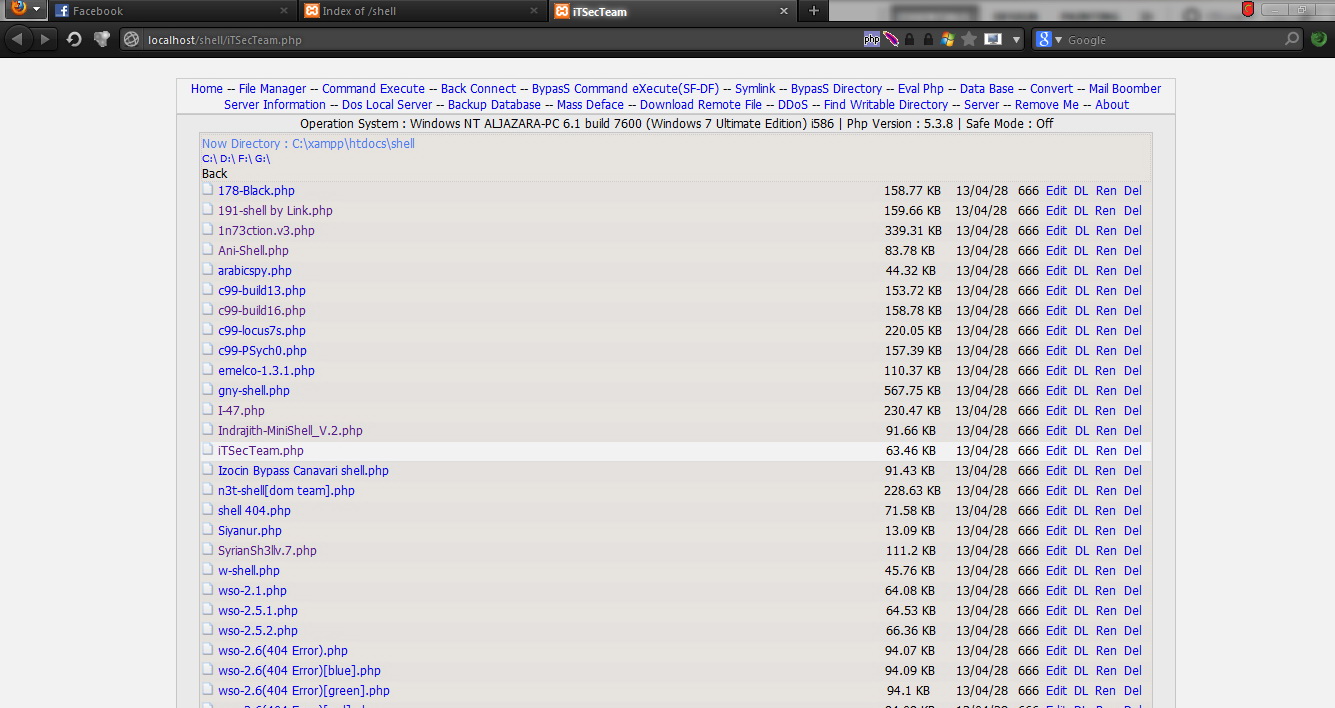 Facebook
Index of /shell
iTSecTeam
localhost/shell/iTSecTeam.php
php
Google
Home -- File Manager -- Command Execute -- Back Connect -- BypasS Command eXecute(SF-DF) -- Symlink -- BypasS Directory -- Eval Php -- Data Base -- Convert -- Mail Boomber
Server Information -- Dos Local Server -- Backup Database -- Mass Deface -- Download Remote File -- DDoS -- Find Writable Directory -- Server -- Remove Me -- About
Operation System : Windows NT ALJAZARA-PC 6.1 build 7600 (Windows 7 Ultimate Edition) i586 | Php Version : 5.3.8 | Safe Mode : Off
Now Directory : C:\xampp\htdocs\shell
C:\ D:\ F:\ G:\
Back
178-Black.php 158.77 KB 13/04/28 666 Edit DL Ren Del
191-shell by Link.php 159.66 KB 13/04/28 666 Edit DL Ren Del
1n73ction.v3.php 339.31 KB 13/04/28 666 Edit DL Ren Del
Ani-Shell.php 83.78 KB 13/04/28 666 Edit DL Ren Del
arabicspy.php 44.32 KB 13/04/28 666 Edit DL Ren Del
c99-build13.php 153.72 KB 13/04/28 666 Edit DL Ren Del
c99-build16.php 158.78 KB 13/04/28 666 Edit DL Ren Del
c99-locus7s.php 220.05 KB 13/04/28 666 Edit DL Ren Del
c99-PSych0.php 157.39 KB 13/04/28 666 Edit DL Ren Del
emelco-1.3.1.php 110.37 KB 13/04/28 666 Edit DL Ren Del
gny-shell.php 567.75 KB 13/04/28 666 Edit DL Ren Del
I-47.php 230.47 KB 13/04/28 666 Edit DL Ren Del
Indrajith-MiniShell_V.2.php 91.66 KB 13/04/28 666 Edit DL Ren Del
iTSecTeam.php 63.46 KB 13/04/28 666 Edit DL Ren Del
Izocin Bypass Canavari shell.php 91.43 KB 13/04/28 666 Edit DL Ren Del
n3t-shell[dom team].php 228.63 KB 13/04/28 666 Edit DL Ren Del
shell 404.php 71.58 KB 13/04/28 666 Edit DL Ren Del
Siyanur.php 13.09 KB 13/04/28 666 Edit DL Ren Del
SyrianSh3llv.7.php 111.2 KB 13/04/28 666 Edit DL Ren Del
w-shell.php 45.76 KB 13/04/28 666 Edit DL Ren Del
wso-2.1.php 64.08 KB 13/04/28 666 Edit DL Ren Del
wso-2.5.1.php 64.53 KB 13/04/28 666 Edit DL Ren Del
wso-2.5.2.php 66.36 KB 13/04/28 666 Edit DL Ren Del
wso-2.6(404 Error).php 94.07 KB 13/04/28 666 Edit DL Ren Del
wso-2.6(404 Error)[blue].php 94.09 KB 13/04/28 666 Edit DL Ren Del
wso-2.6(404 Error)[green].php 94.1 KB 13/04/28 666 Edit DL Ren Del